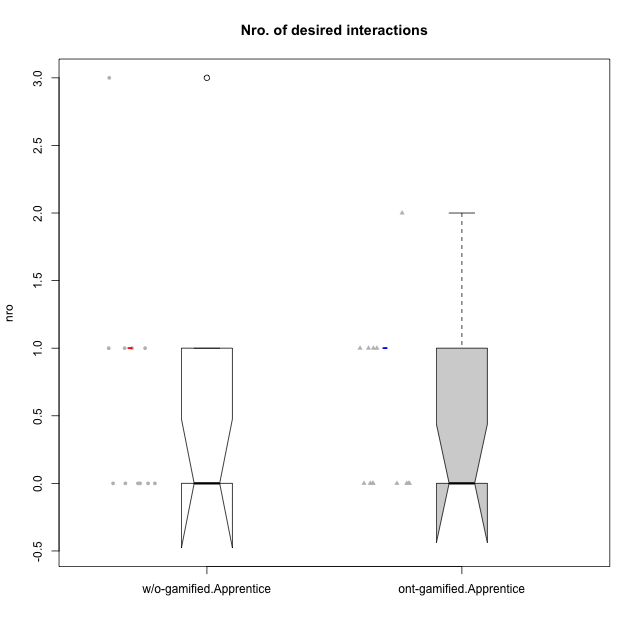 Nro. of desired interactions
nro
3.0
2.5
2.0
1.5
1.0
0.5
0.0
-0.5
w/o-gamified.Apprentice
ont-gamified.Apprentice